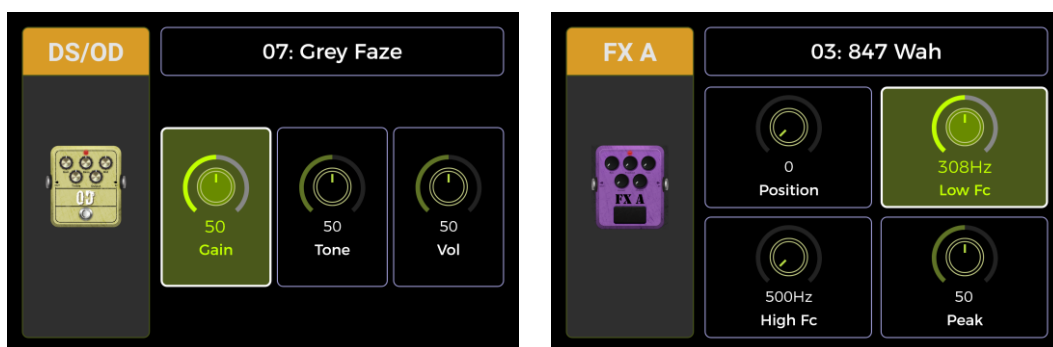 DS/OD
07: Grey Faze
OD
50
Gain
50
Tone
50
Vol
FX A
03: 847 Wah
FX A
0
Position
308Hz
Low Fc
500Hz
High Fc
50
Peak